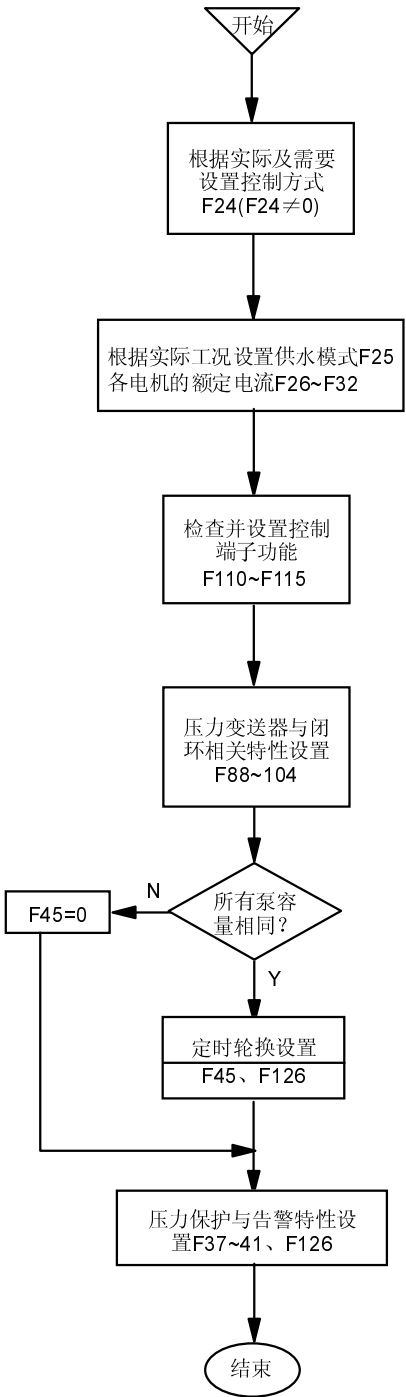 开始
根据实际及需要
设置控制方式
F24(F24≠0)
根据实际工况设置供水模式F25
各电机的额定电流F26~F32
检查并设置控制
端子功能
F110~F115
压力变送器与闭
环相关特性设置
F88~104
所有泵容
量相同?
N
F45=0
Y
定时轮换设置
F45、F126
压力保护与告警特性设
置F37~41、F126
结束